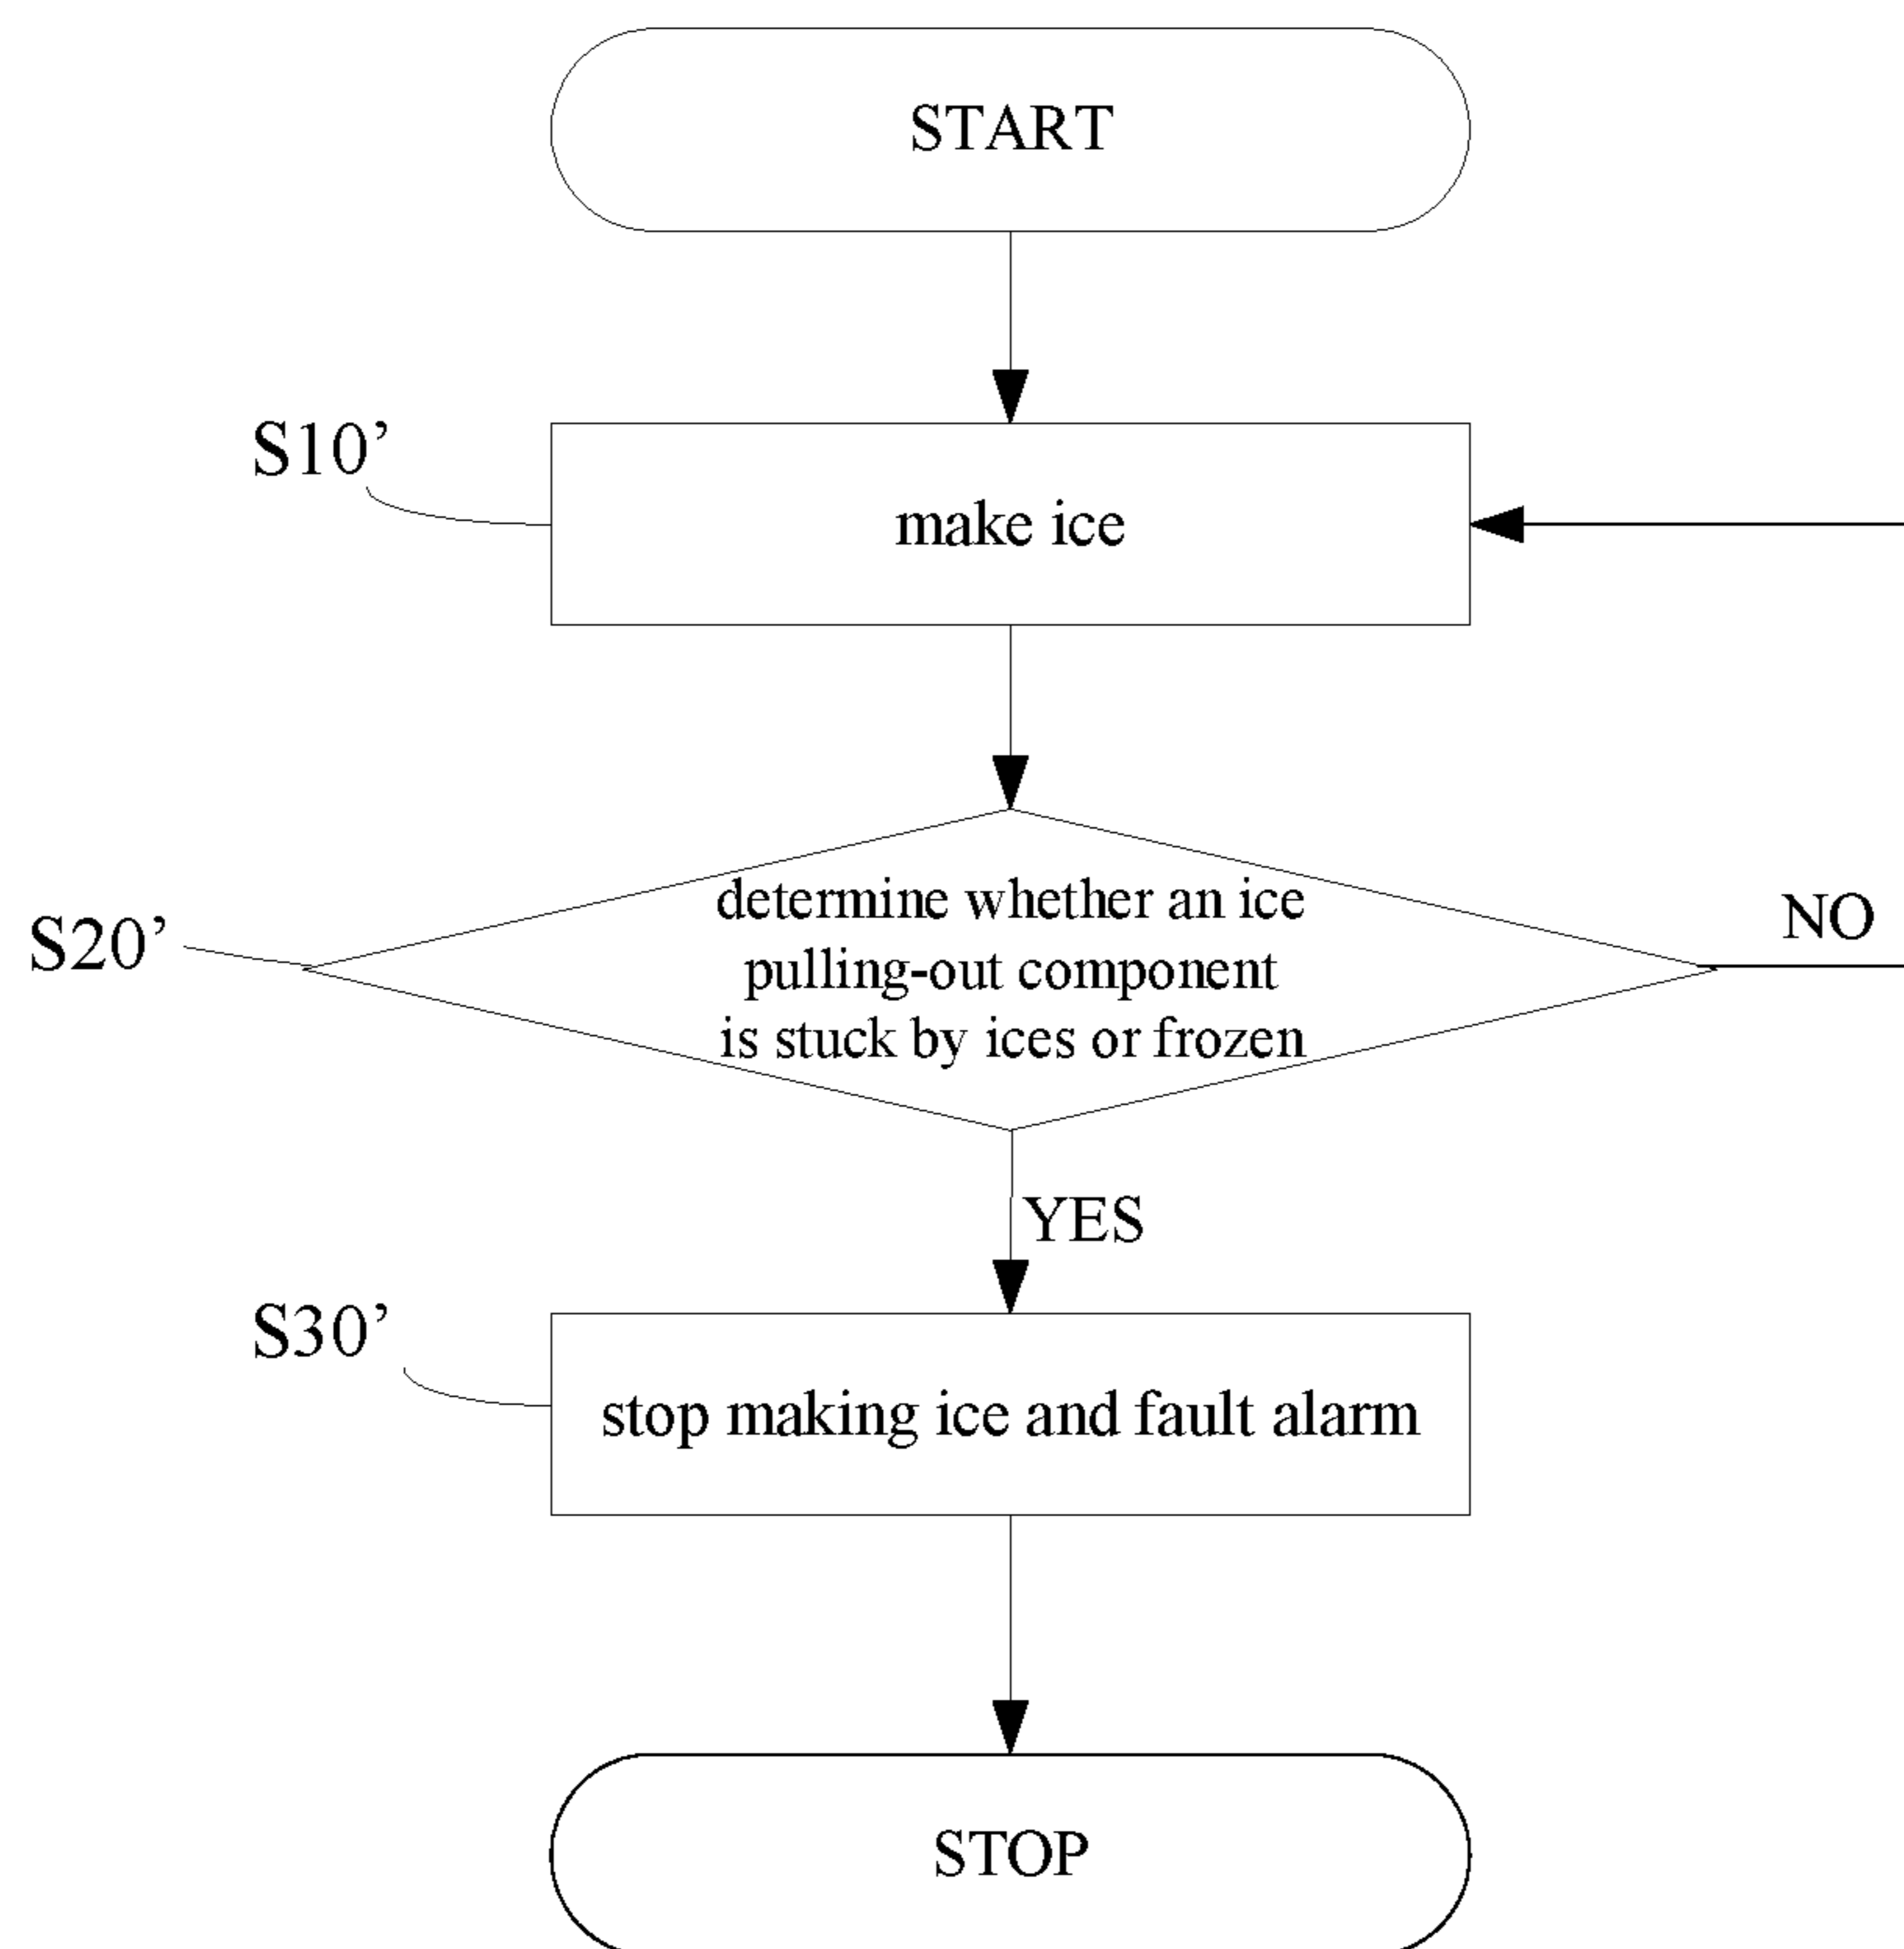 START
S10’
make ice
determine whether an ice
pulling-out component
is stuck by ices or frozen
S20’
NO
YES
S30’
stop making ice and fault alarm
STOP